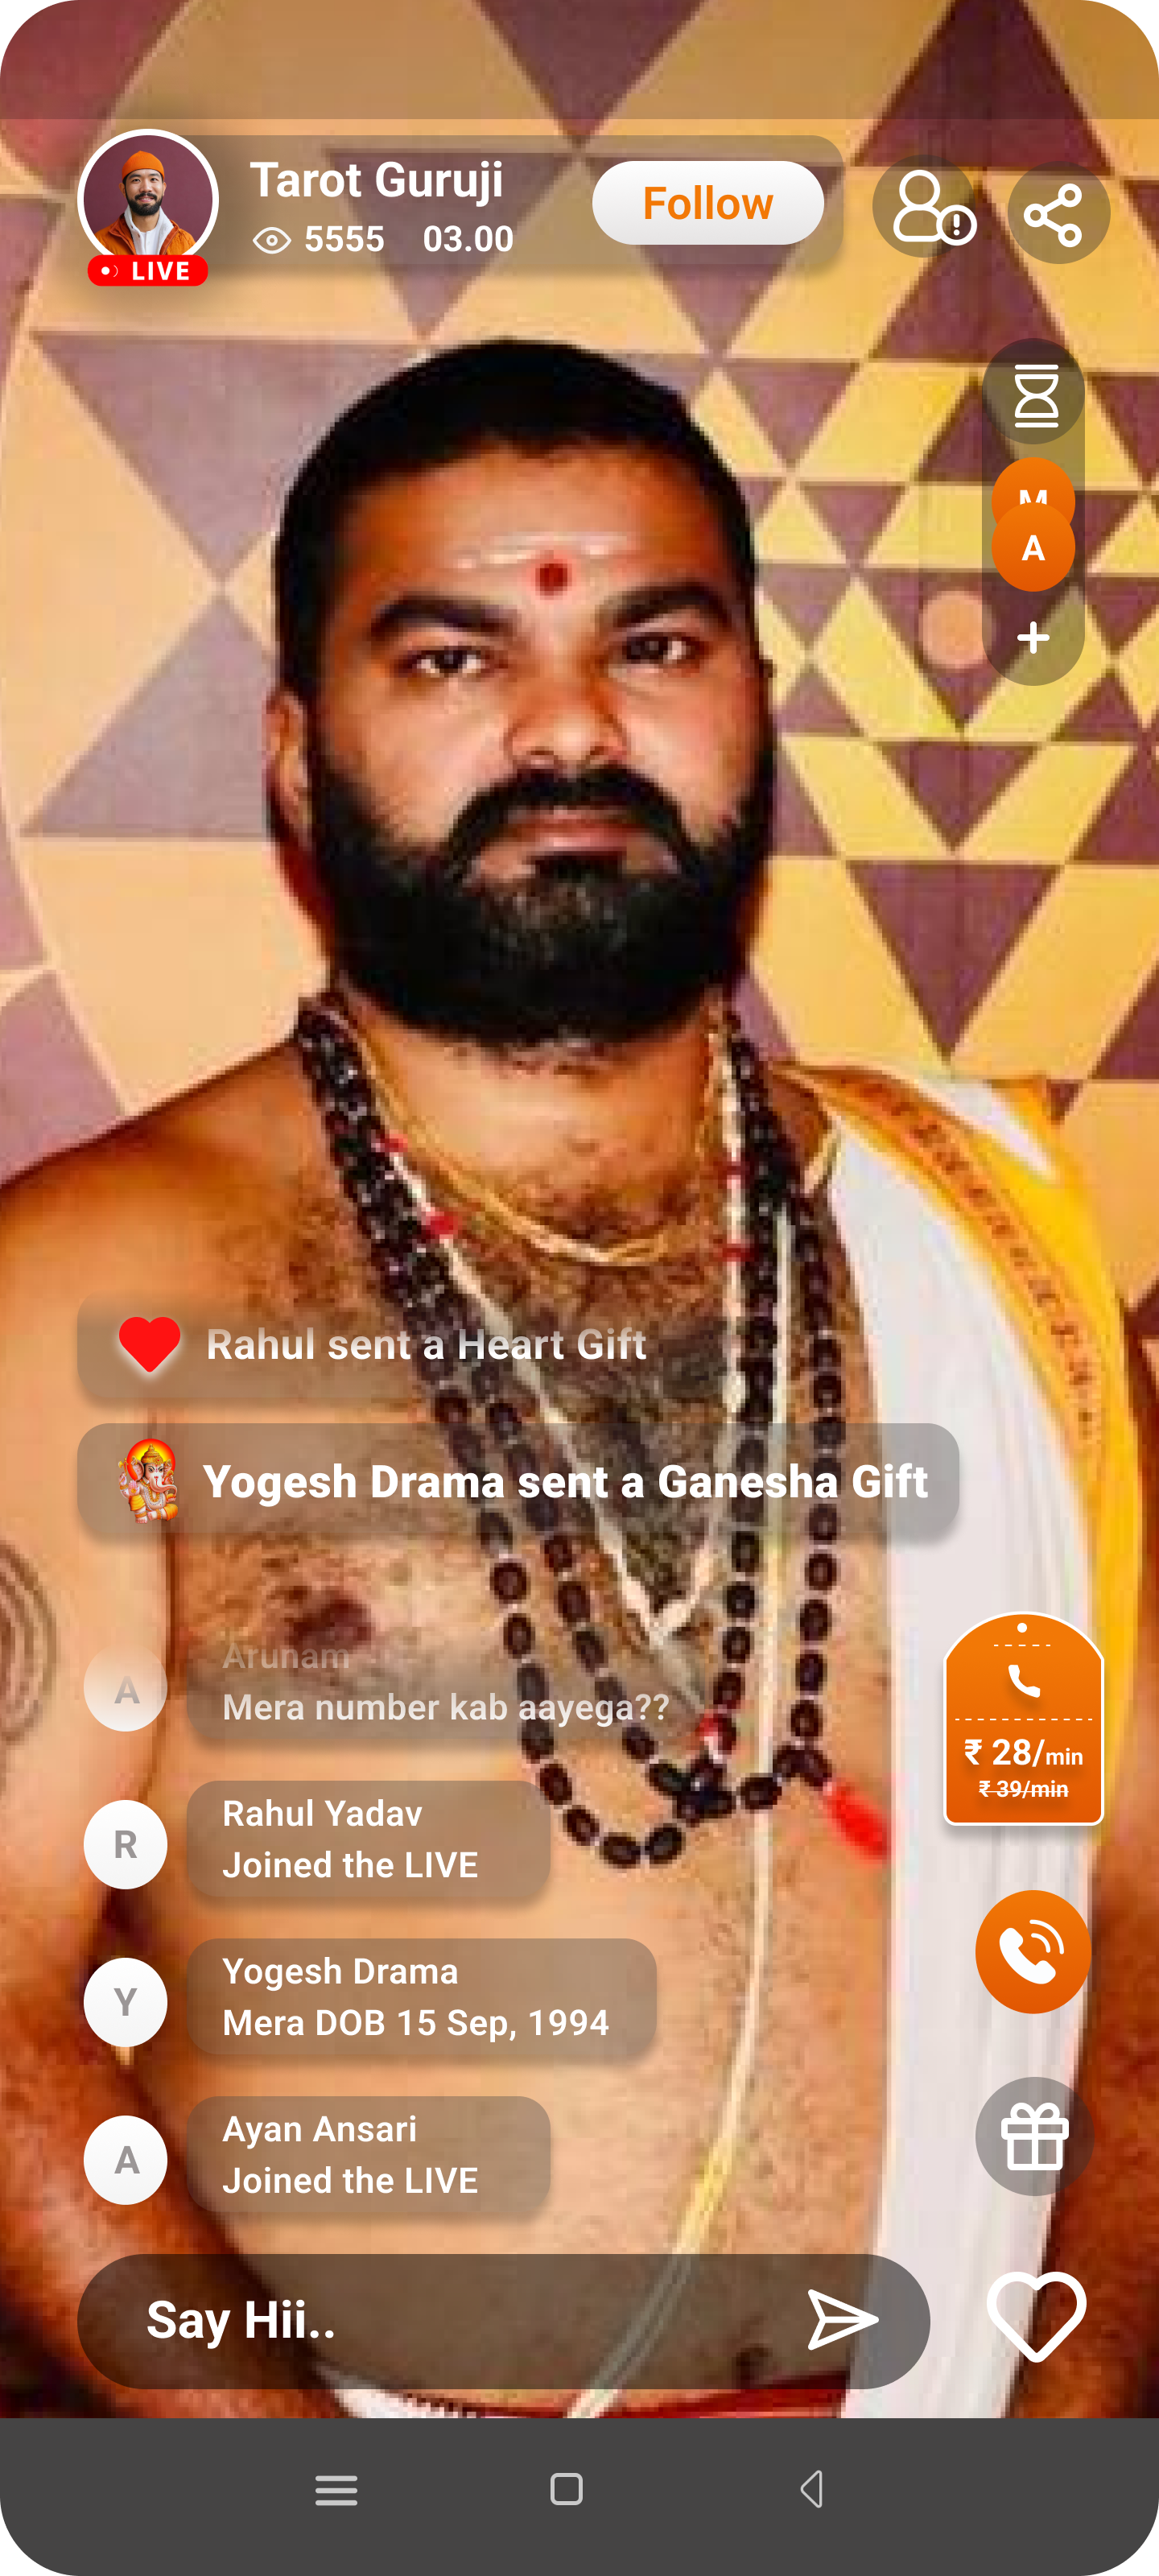 Tarot Guruji
5555 03.00
LIVE
Follow
M
A
Rahul sent a Heart Gift
Yogesh Drama sent a Ganesha Gift
A
Arunam
Mera number kab aayega??
₹ 28/min
₹ 39/min
R
Rahul Yadav
Joined the LIVE
Y
Yogesh Drama
Mera DOB 15 Sep, 1994
A
Ayan Ansari
Joined the LIVE
Say Hii..